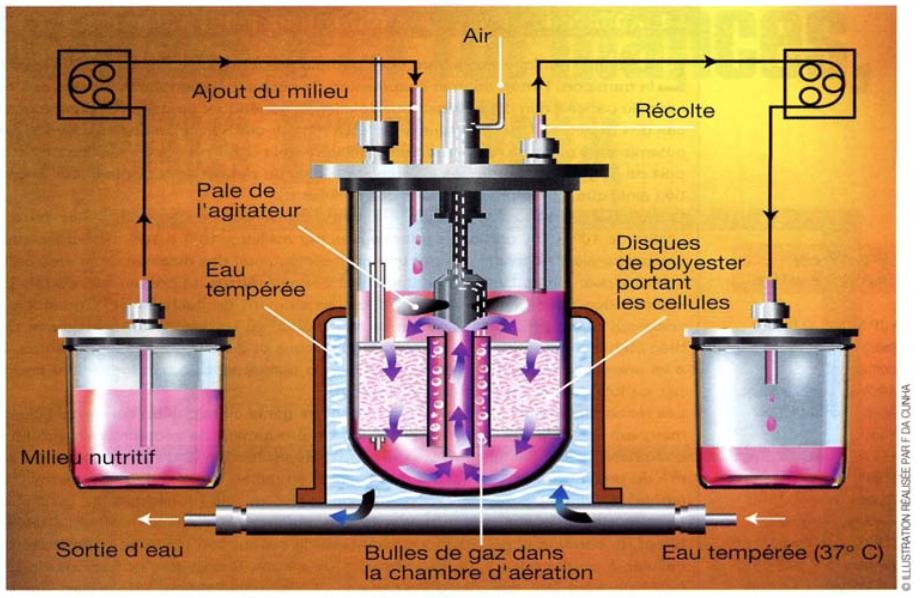 Air
Ajout du milieu
Récolte
Pale de
l'agitateur
Disques
de polyester
portant
les cellules
Eau
tempérée
Milieu nutritif
Sortie d'eau
Bulles de gaz dans
la chambre d'aération
Eau tempérée (37° C)
© ILLUSTRATION RÉALISÉE PAR F DA CUNHA